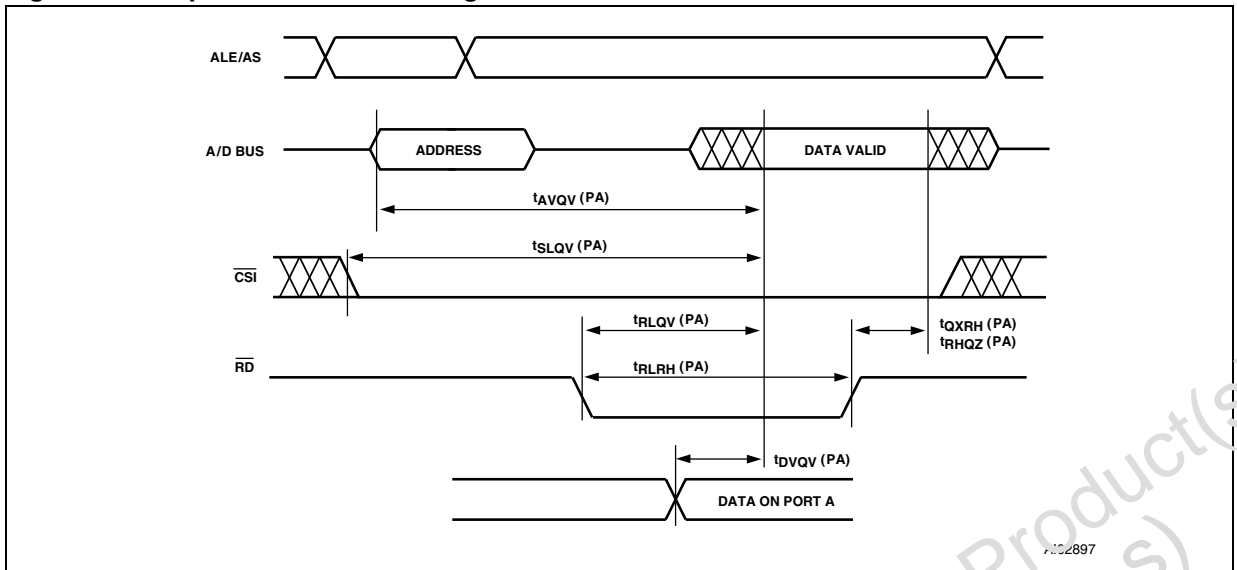 ALE/AS
A/D BUS
ADDRESS
DATA VALID
tAVQV (PA)
tSLQV (PA)
CSI
tRLQV (PA)
tQXRH (PA)
tRHQZ (PA)
RD
tRLRH (PA)
tDVQV (PA)
DATA ON PORT A
Product(s
s)